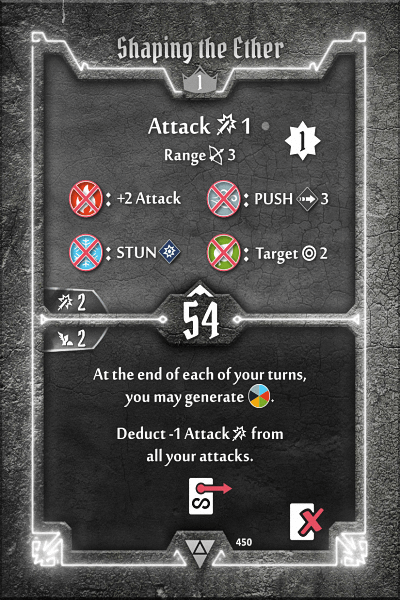 Shaping the Ether
1
Attack 1
1
Range 3
: +2 Attack
: PUSH 3
: STUN
: Target 2
2
54
2
At the end of each of your turns,
you may generate .
Deduct -1 Attack from
all your attacks.
S
450